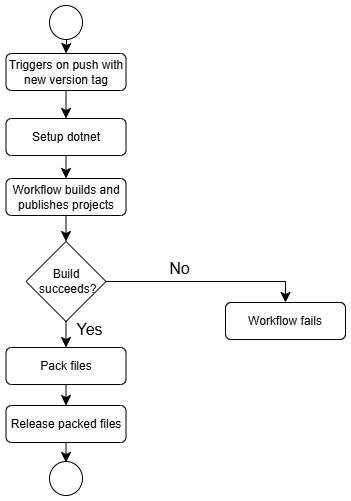 Triggers on push with
new version tag
Setup dotnet
Workflow builds and
publishes projects
Build
succeeds?
No
Workflow fails
Yes
Pack files
Release packed files